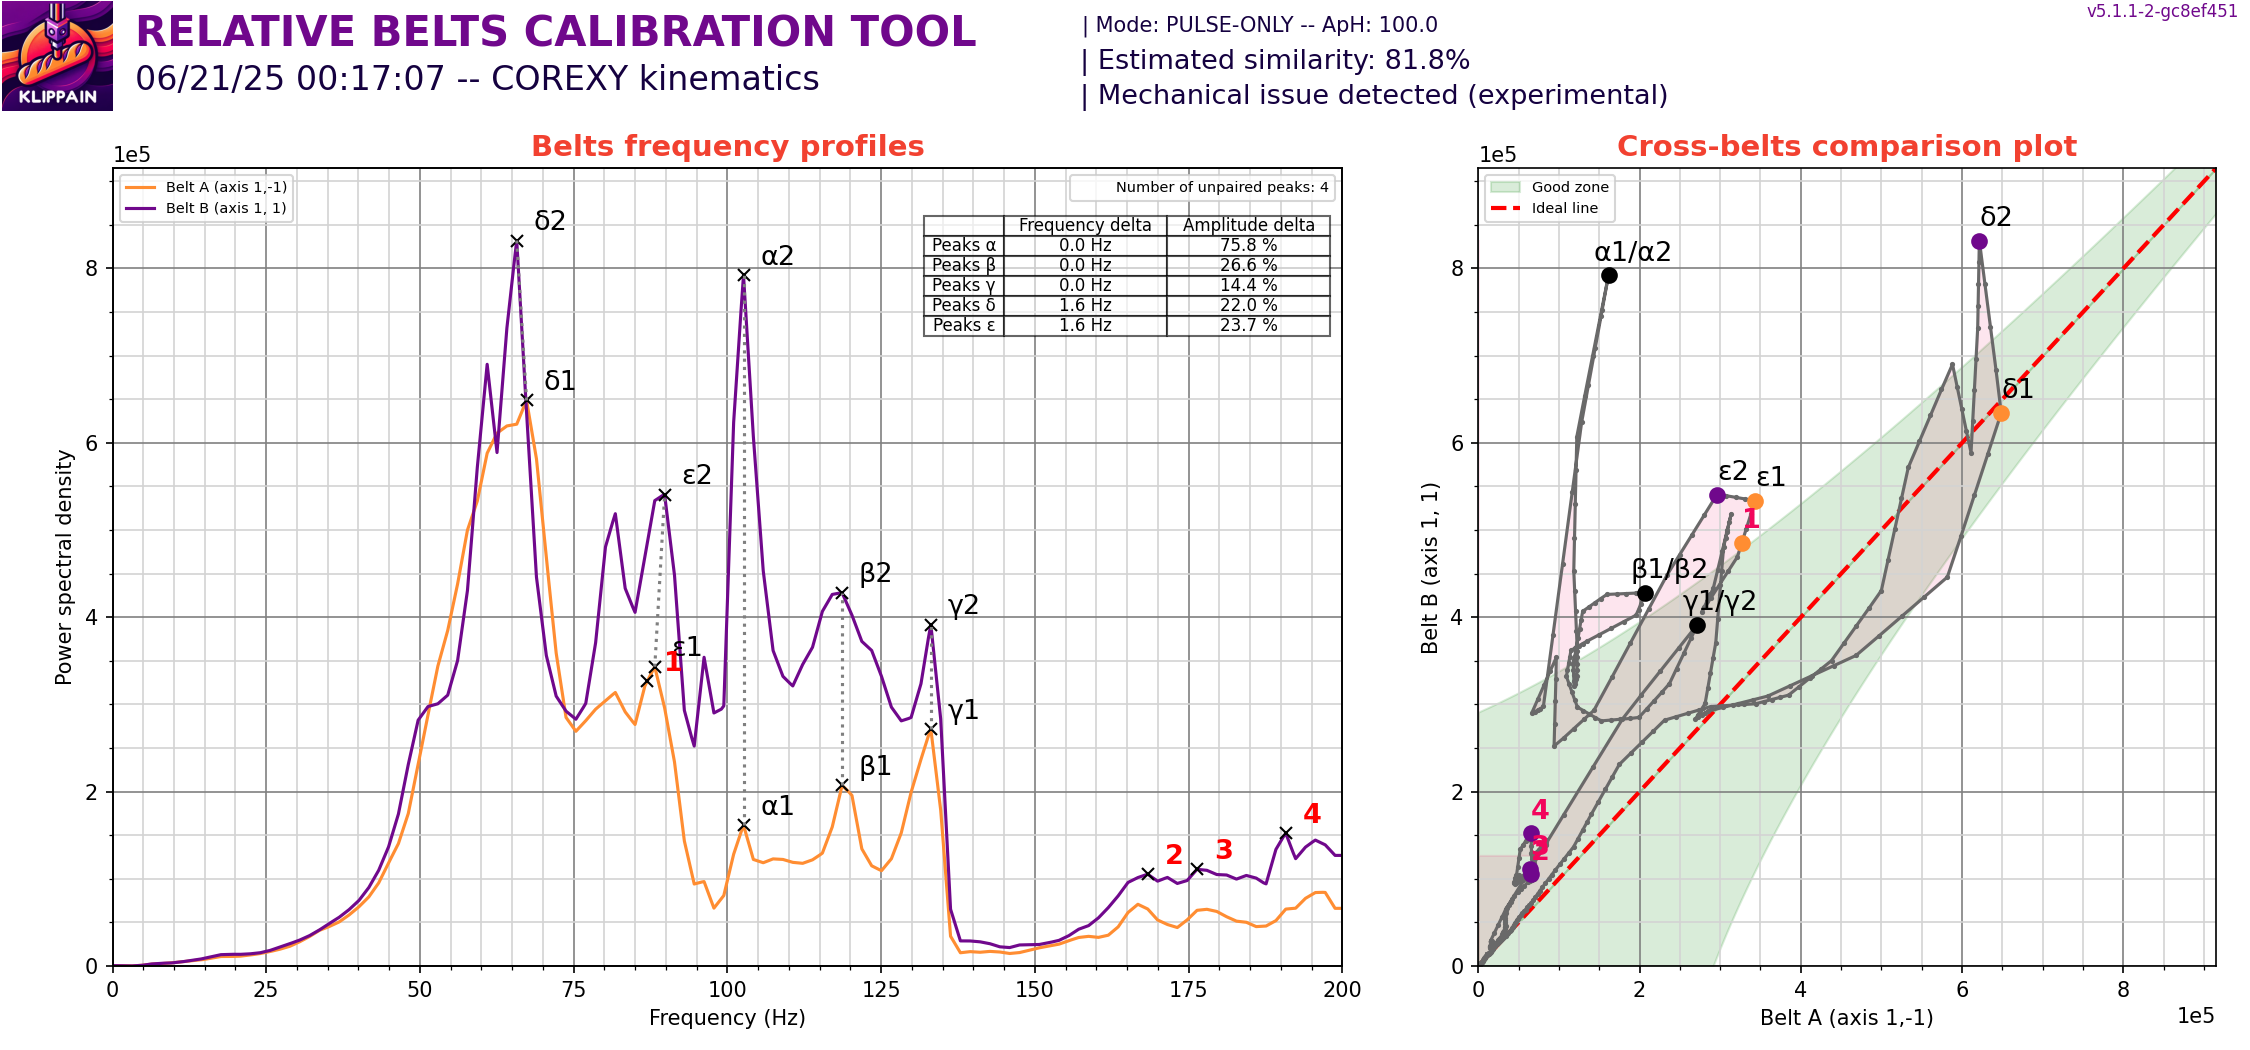 KLIPPAIN
RELATIVE BELTS CALIBRATION TOOL
06/21/25 00:17:07 -- COREXY kinematics
| Mode: PULSE-ONLY -- ApH: 100.0
| Estimated similarity: 81.8%
| Mechanical issue detected (experimental)
v5.1.1-2-gc8ef451
Belts frequency profiles
1e5
Belt A (axis 1,-1)
Belt B (axis 1, 1)
Number of unpaired peaks: 4
Frequency delta Amplitude delta
Peaks α 0.0 Hz 75.8 %
Peaks β 0.0 Hz 26.6 %
Peaks γ 0.0 Hz 14.4 %
Peaks δ 1.6 Hz 22.0 %
Peaks ε 1.6 Hz 23.7 %
δ2
α2
δ1
ε2
β2
γ2
ε1
1
γ1
β1
α1
4
3
2
8
6
4
2
0
Power spectral density
0 25 50 75 100 125 150 175 200
Frequency (Hz)
Cross-belts comparison plot
1e5
Good zone
Ideal line
δ2
α1/α2
δ1
ε2
ε1
1
β1/β2
γ1/γ2
4
3
2
8
6
4
2
0
Belt B (axis 1, 1)
0 2 4 6 8
1e5
Belt A (axis 1,-1)